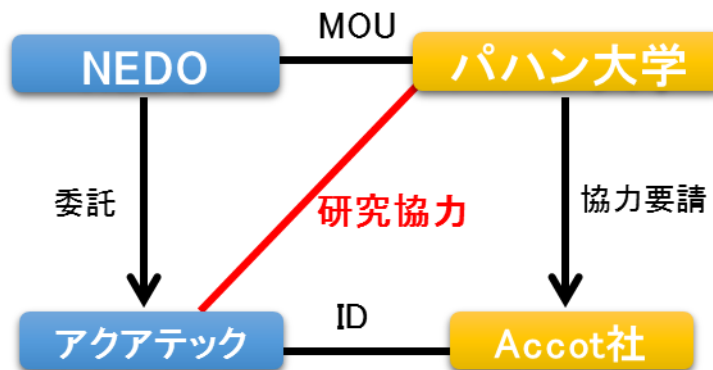 MOU
NEDO
パハン大学
委託
研究協力
協力要請
ID
アクアテック
Accot社